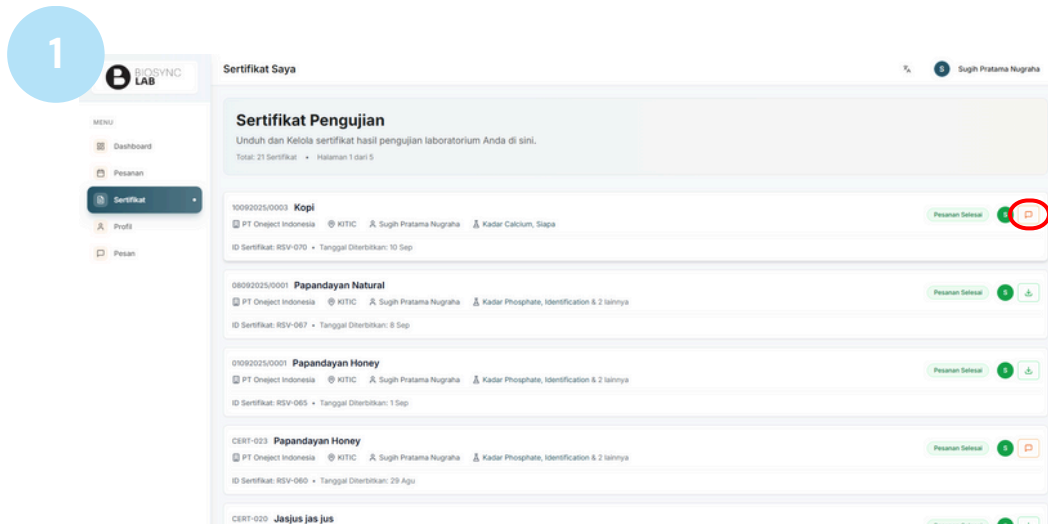 1
BIOSYNC
LAB
Sertifikat Saya
S Sugih Pratama Nugraha
MENU
Dashboard
Pesanan
Sertifikat
Profil
Pesan
Sertifikat Pengujian
Unduh dan Kelola sertifikat hasil pengujian laboratorium Anda di sini.
Total: 21 Sertifikat • Halaman 1 dari 5
10092025/0003 Kopi
PT Oneject Indonesia KITIC Sugih Pratama Nugraha Kadar Calcium, Siapa
Pesanan Selesai S
ID Sertifikat: RSV-070 • Tanggal Diterbitkan: 10 Sep
08092025/0001 Papandayan Natural
PT Oneject Indonesia KITIC Sugih Pratama Nugraha Kadar Phosphate, Identification & 2 lainnya
Pesanan Selesai S
ID Sertifikat: RSV-067 • Tanggal Diterbitkan: 8 Sep
01092025/0001 Papandayan Honey
PT Oneject Indonesia KITIC Sugih Pratama Nugraha Kadar Phosphate, Identification & 2 lainnya
Pesanan Selesai S
ID Sertifikat: RSV-065 • Tanggal Diterbitkan: 1 Sep
CERT-023 Papandayan Honey
PT Oneject Indonesia KITIC Sugih Pratama Nugraha Kadar Phosphate, Identification & 2 lainnya
Pesanan Selesai S
ID Sertifikat: RSV-060 • Tanggal Diterbitkan: 29 Agu
CERT-020 Jasjus jas jus